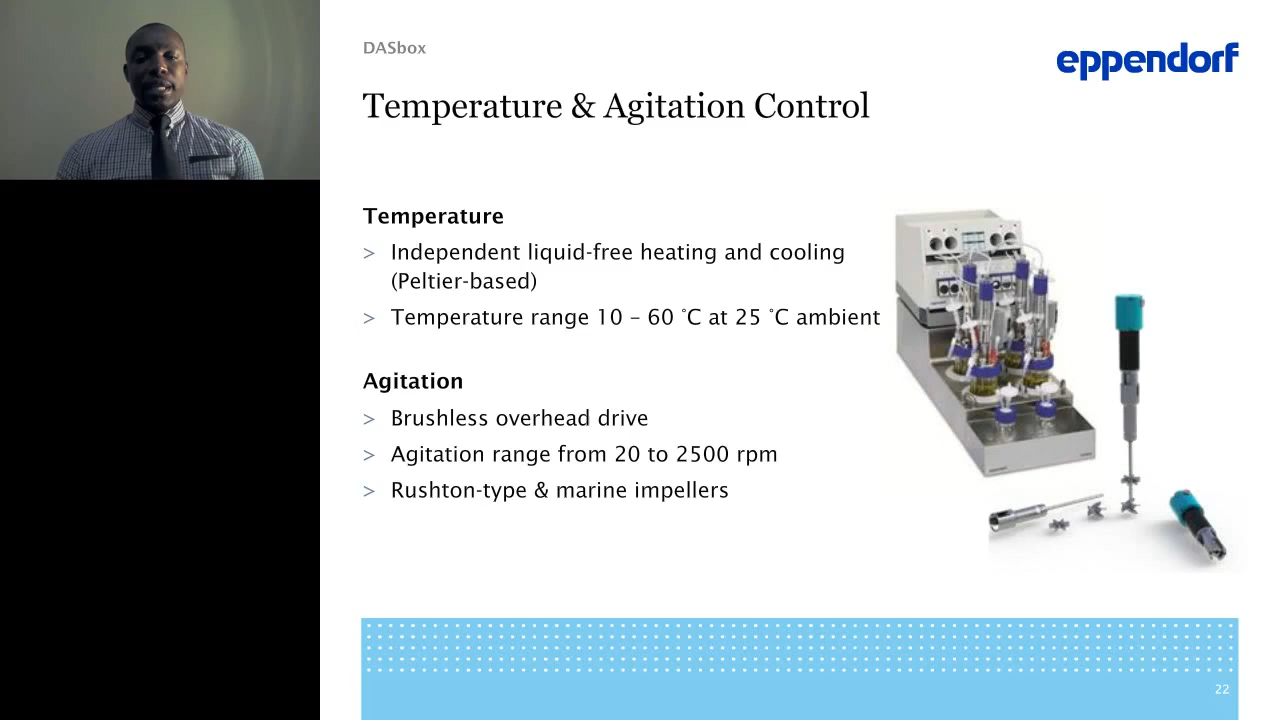 DASbox
eppendorf
Temperature & Agitation Control
Temperature
> Independent liquid-free heating and cooling
(Peltier-based)
> Temperature range 10 – 60 °C at 25 °C ambient
Agitation
> Brushless overhead drive
> Agitation range from 20 to 2500 rpm
> Rushton-type & marine impellers
22